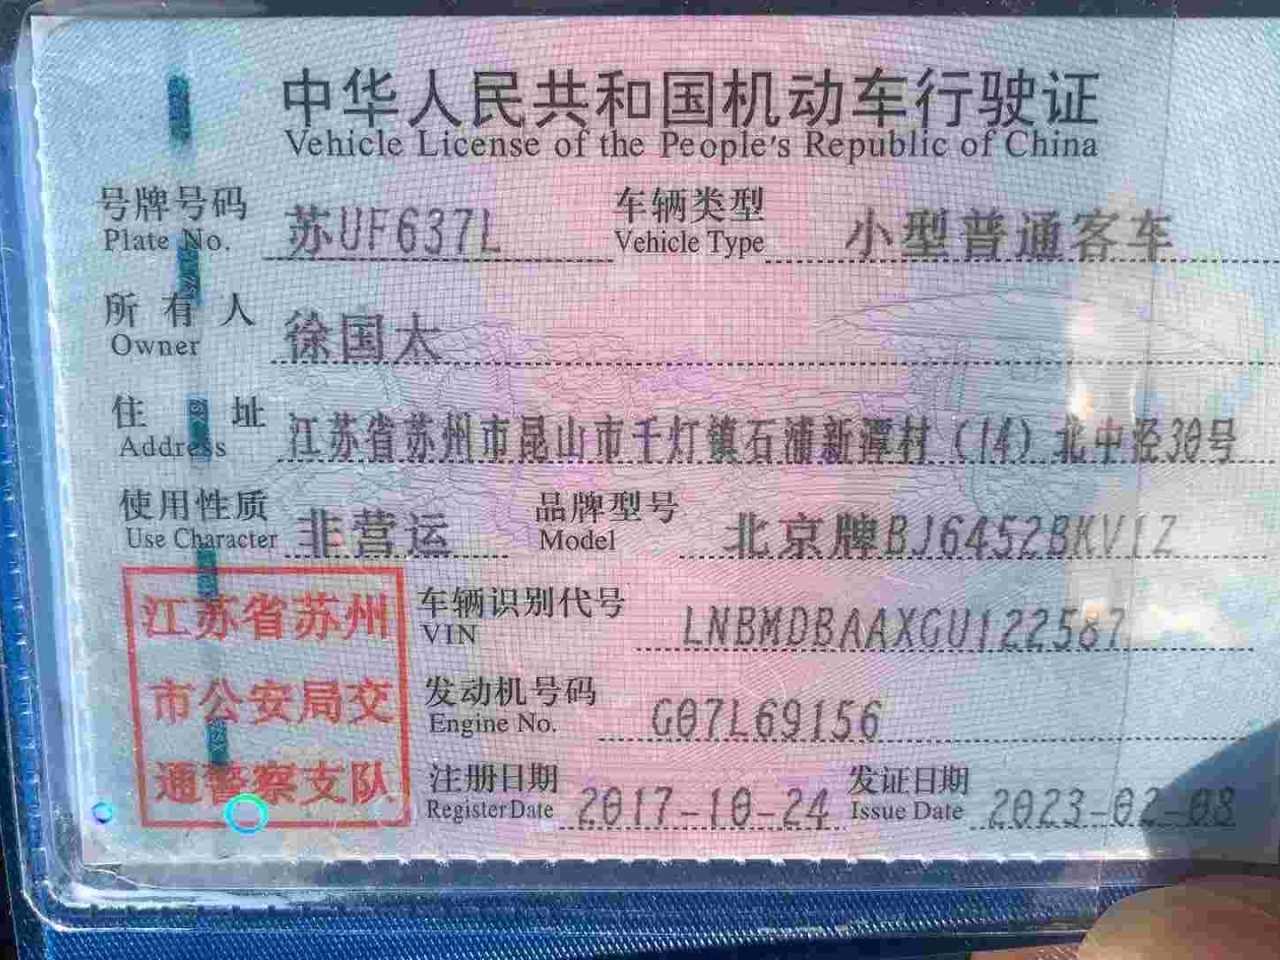 中华人民共和国机动车行驶证
Vehicle License of the People's Republic of China
号牌号码 苏UF637L 车辆类型 小型普通客车
Plate No. Vehicle Type
所有人 徐国太
Owner
住址 江苏省苏州市昆山市千灯镇石浦新潭村(14)北中泾30号
Address
使用性质 非营运 品牌型号 北京牌BJ6452BKV1Z
Use Character Model
江苏省苏州
市公安局交
通警察支队
车辆识别代号 LNBMDBAAXGU122587
VIN
发动机号码 G07L69156
Engine No.
注册日期 2017-10-24 发证日期 2023-02-08
Register Date Issue Date